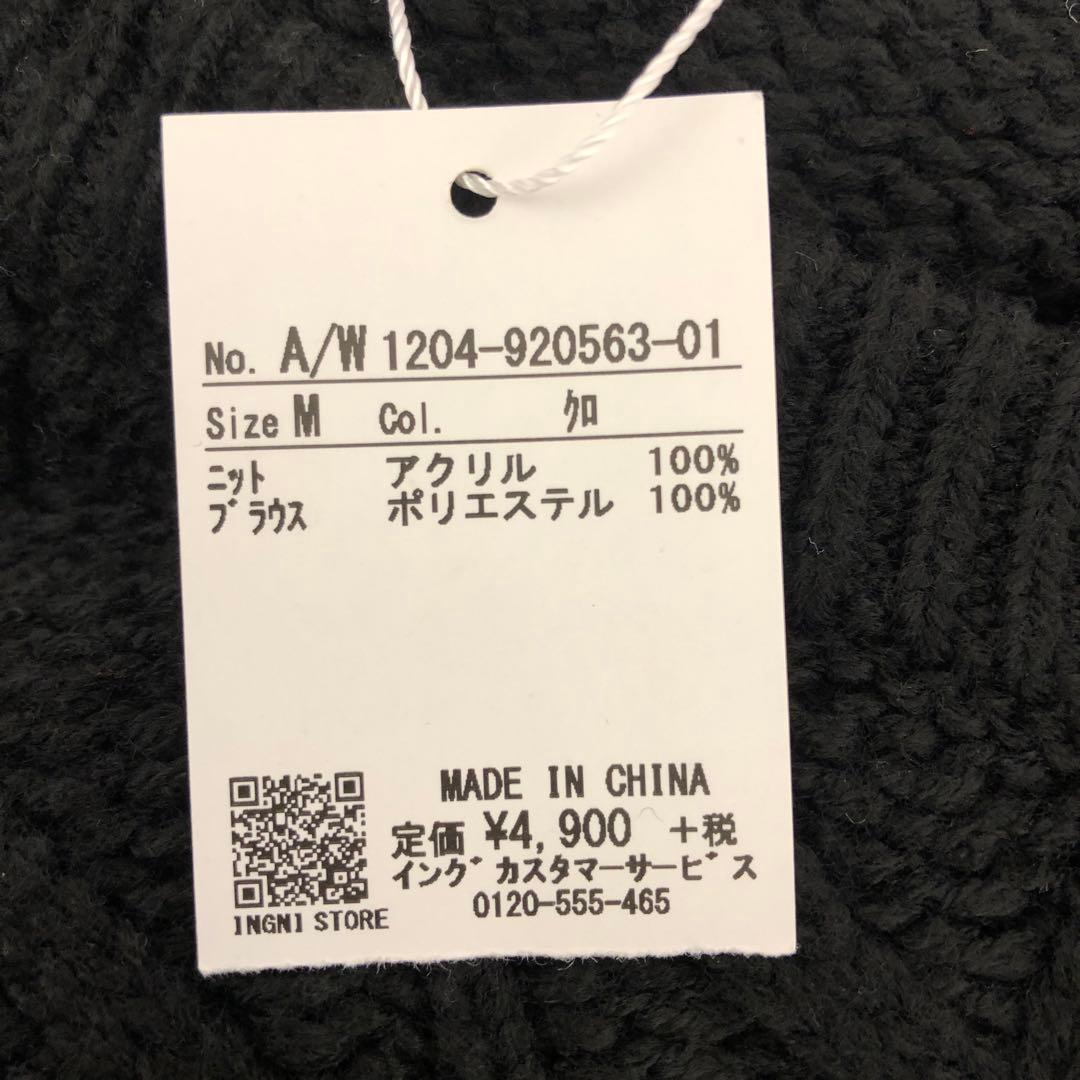 No. A/W 1204-920563-01
Size M Col. ｸﾛ
ﾆｯﾄ アクリル 100%
ﾌﾞﾗｳｽ ポリエステル 100%
MADE IN CHINA
定価 ¥4,900 +税
イングﾞカスタマーサービﾞス
0120-555-465
INGNI STORE